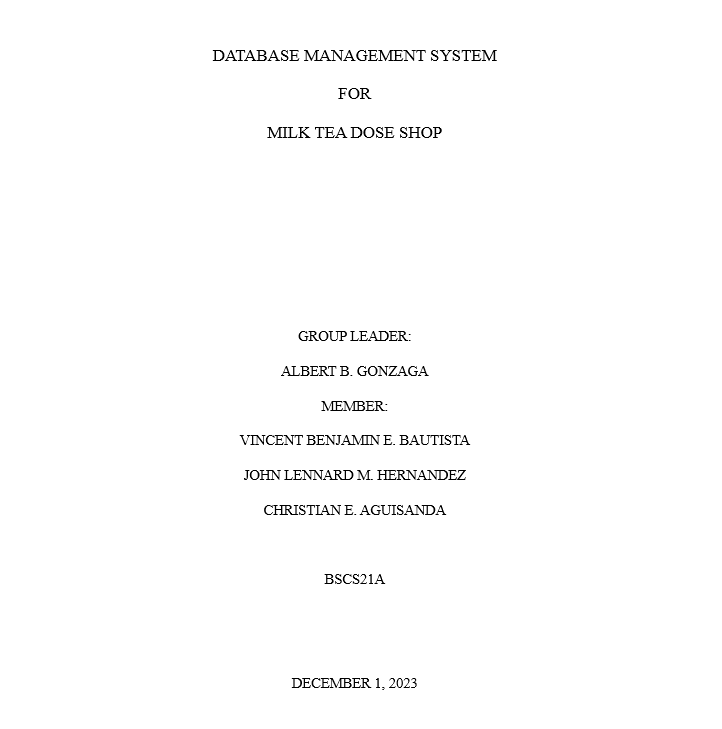 DATABASE MANAGEMENT SYSTEM
FOR
MILK TEA DOSE SHOP
GROUP LEADER:
ALBERT B. GONZAGA
MEMBER:
VINCENT BENJAMIN E. BAUTISTA
JOHN LENNARD M. HERNANDEZ
CHRISTIAN E. AGUISANDA
BSCS21A
DECEMBER 1, 2023